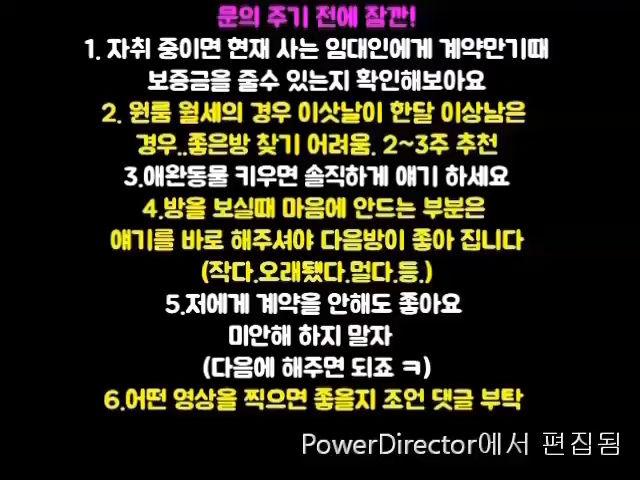 문의 주기 전에 잠깐!
1. 자취 중이면 현재 사는 임대인에게 계약만기때
보증금을 줄수 있는지 확인해보아요
2. 원룸 월세의 경우 이삿날이 한달 이상남은
경우..좋은방 찾기 어려움. 2~3주 추천
3.애완동물 키우면 솔직하게 얘기 하세요
4.방을 보실때 마음에 안드는 부분은
얘기를 바로 해주셔야 다음방이 좋아 집니다
(작다.오래됐다.멀다.등.)
5.저에게 계약을 안해도 좋아요
미안해 하지 말자
(다음에 해주면 되죠 ㅋ)
6.어떤 영상을 찍으면 좋을지 조언 댓글 부탁
PowerDirector에서 편집됨